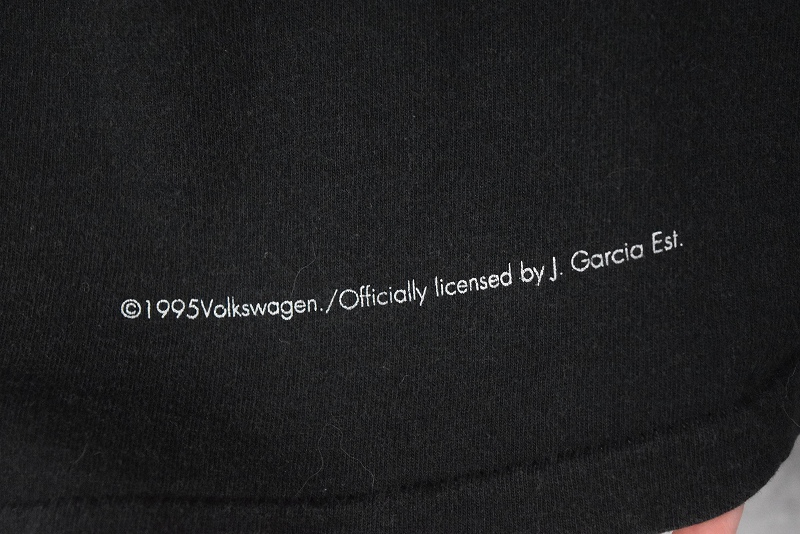 ©1995Volkswagen./Officially licensed by J. Garcia Est.